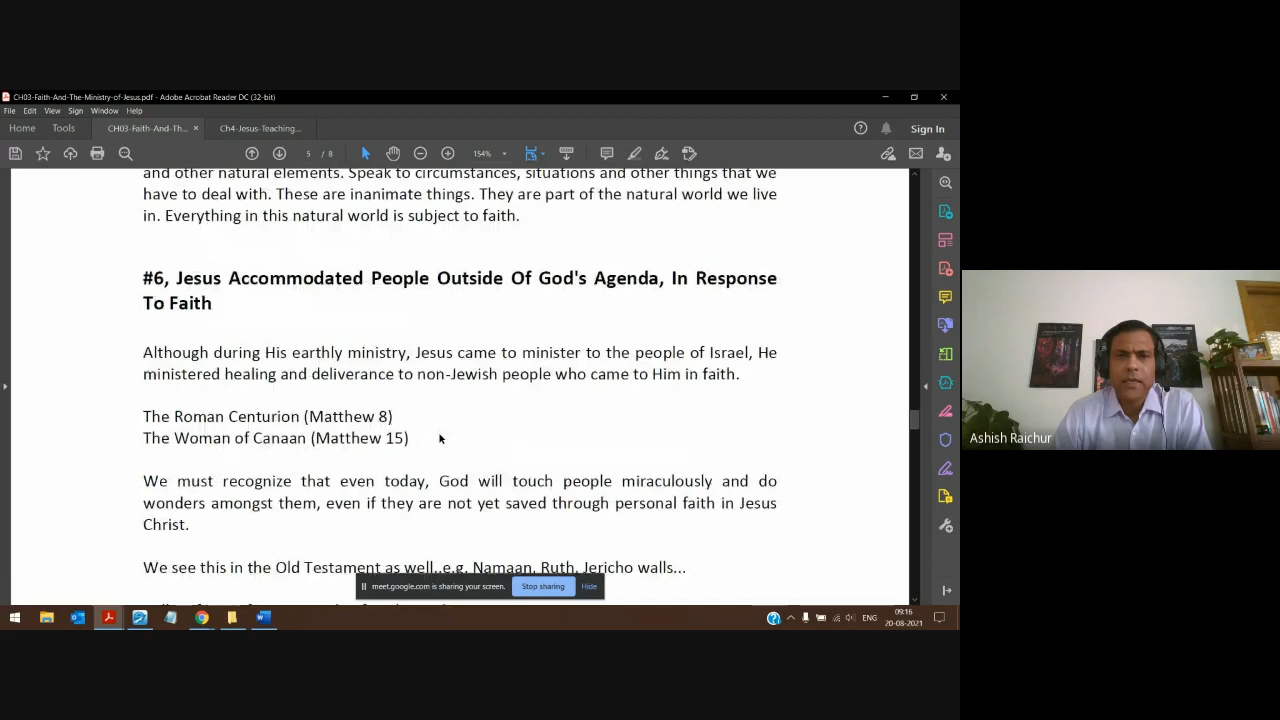 CH03-Faith-And-The-Ministry-of-Jesus.pdf - Adobe Acrobat Reader DC (32-bit)
File Edit View Sign Window Help
Home Tools CH03-Faith-And-Th... × Ch4-Jesus-Teaching... Sign In
5 / 8 154%
and other natural elements. Speak to circumstances, situations and other things that we
have to deal with. These are inanimate things. They are part of the natural world we live
in. Everything in this natural world is subject to faith.
#6, Jesus Accommodated People Outside Of God's Agenda, In Response
To Faith
Although during His earthly ministry, Jesus came to minister to the people of Israel, He
ministered healing and deliverance to non-Jewish people who came to Him in faith.
The Roman Centurion (Matthew 8)
The Woman of Canaan (Matthew 15)
We must recognize that even today, God will touch people miraculously and do
wonders amongst them, even if they are not yet saved through personal faith in Jesus
Christ.
We see this in the Old Testament as well..e.g. Namaan, Ruth, Jericho walls...
meet.google.com is sharing your screen. Stop sharing Hide
ENG 09:16
20-08-2021
Ashish Raichur